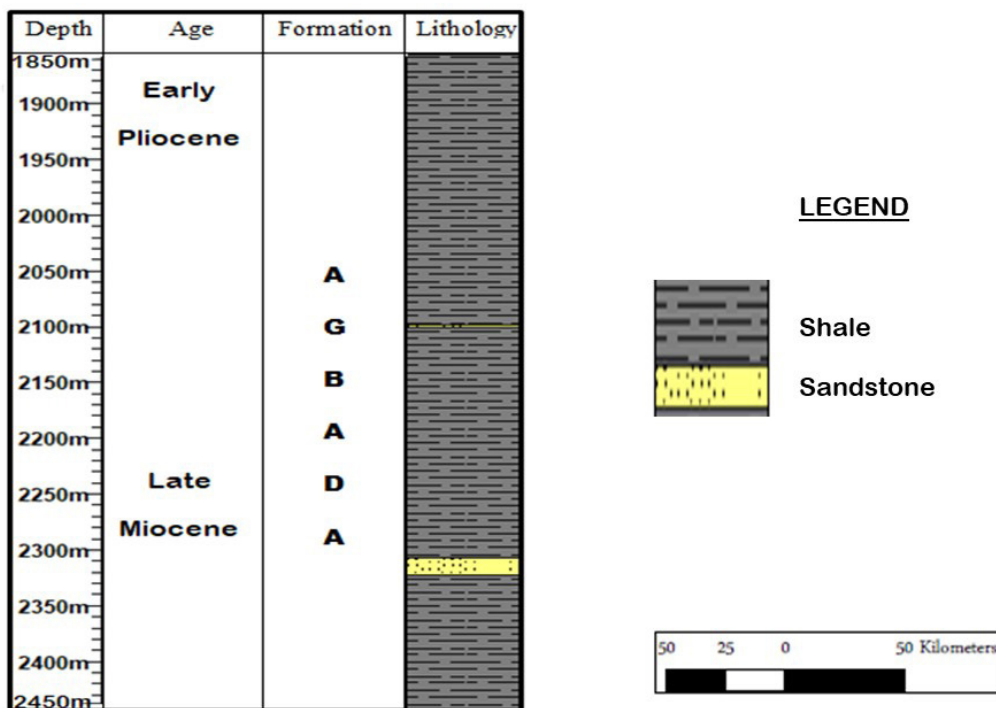 Depth Age Formation Lithology
1850m
Early
1900m
Pliocene
1950m
2000m
LEGEND
2050m A
2100m G Shale
2150m B Sandstone
2200m A
2250m Late D
Miocene A
2300m
2350m
2400m
50 25 0 50 Kilometers
2450m